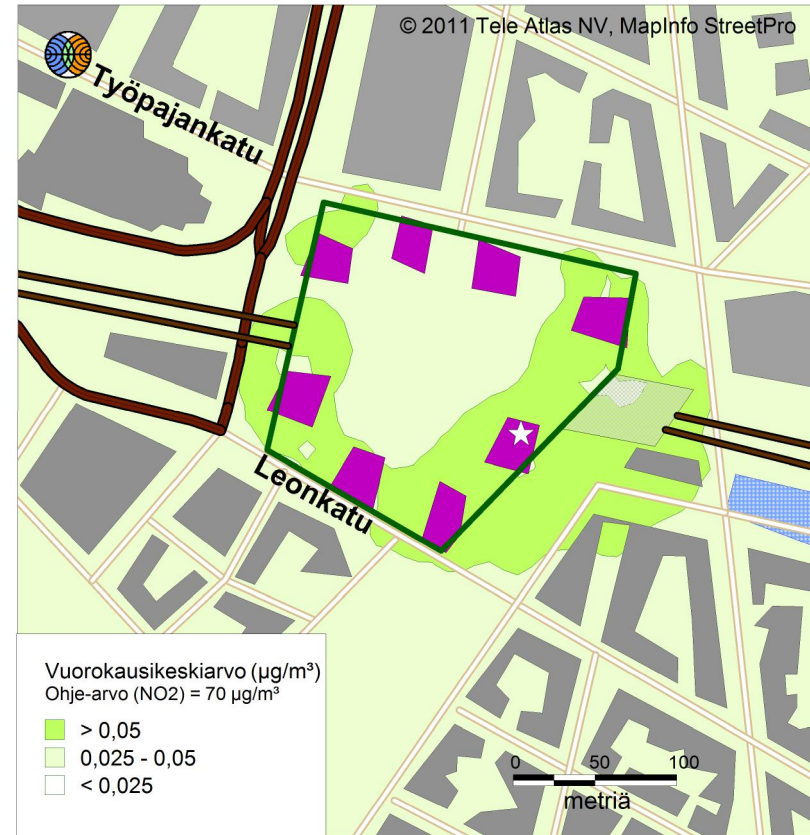 © 2011 Tele Atlas NV, MapInfo StreetPro
Työpajankatu
Leonkatu
Vuorokausikeskiarvo (µg/m³)
Ohje-arvo (NO2) = 70 µg/m³
> 0,05
0,025 - 0,05
< 0,025
0 50 100
metriä